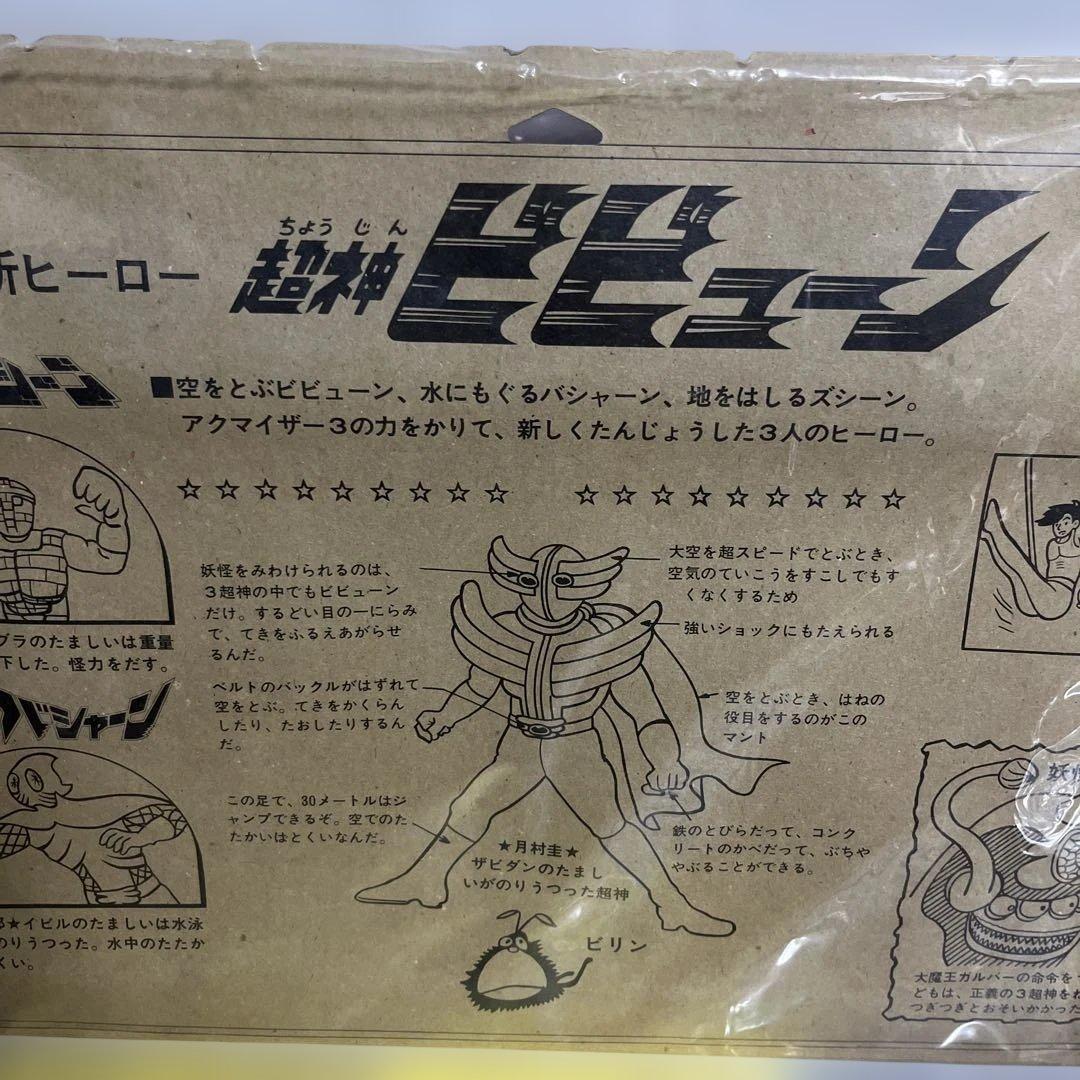 ちょうじん
新ヒーロー 超神ビビューン
■空をとぶビビューン、水にもぐるバシャーン、地をはしるズシーン。
アクマイザー3の力をかりて、新しくたんじょうした3人のヒーロー。
☆☆☆☆☆☆☆☆☆ ☆☆☆☆☆☆☆☆☆
シーン
ブラのたましいは重量
下した。怪力をだす。
バシャーン
★イビルのたましいは水泳
のりうつった。水中のたたか
くい。
妖怪をみわけられるのは、
3超神の中でもビビューン
だけ。するどい目の一にらみ
で、てきをふるえあがらせ
るんだ。
ベルトのバックルがはずれて
空をとぶ。てきをかくらん
したり、たおしたりするん
だ。
この足で、30メートルはジ
ャンプできるぞ。空でのた
たかいはとくいなんだ。
大空を超スピードでとぶとき、
空気のていこうをすこしでもす
くなくするため
強いショックにもたえられる
空をとぶとき、はねの
役目をするのがこの
マント
鉄のとびらだって、コンク
リートのかべだって、ぶちゃ
やぶることができる。
★月村圭★
ザビダンのたまし
いがのりうつった超神
ビリン
妖
大魔王ガルバーの命令を
どもは、正義の3超神を
つぎつぎとおそいかかった